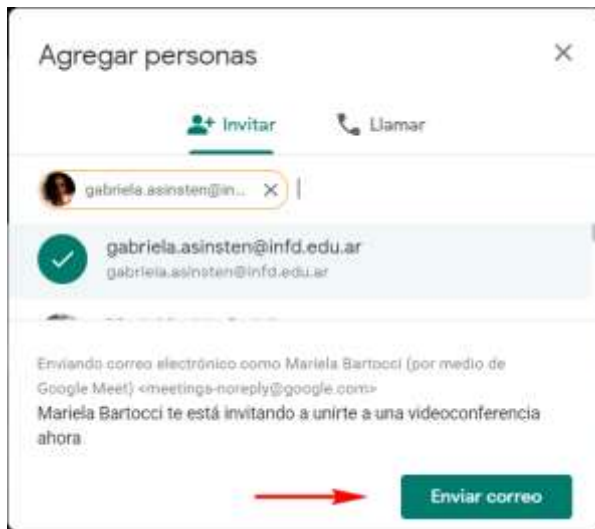 Agregar personas
Invitar
Llamar
gabriela.asinsten@in...
gabriela.asinsten@infd.edu.ar
gabriela.asinsten@infd.edu.ar
Enviando correo electrónico como Mariela Bartocci (por medio de
Google Meet) <meetings-noreply@google.com>
Mariela Bartocci te está invitando a unirte a una videoconferencia
ahora
Enviar correo